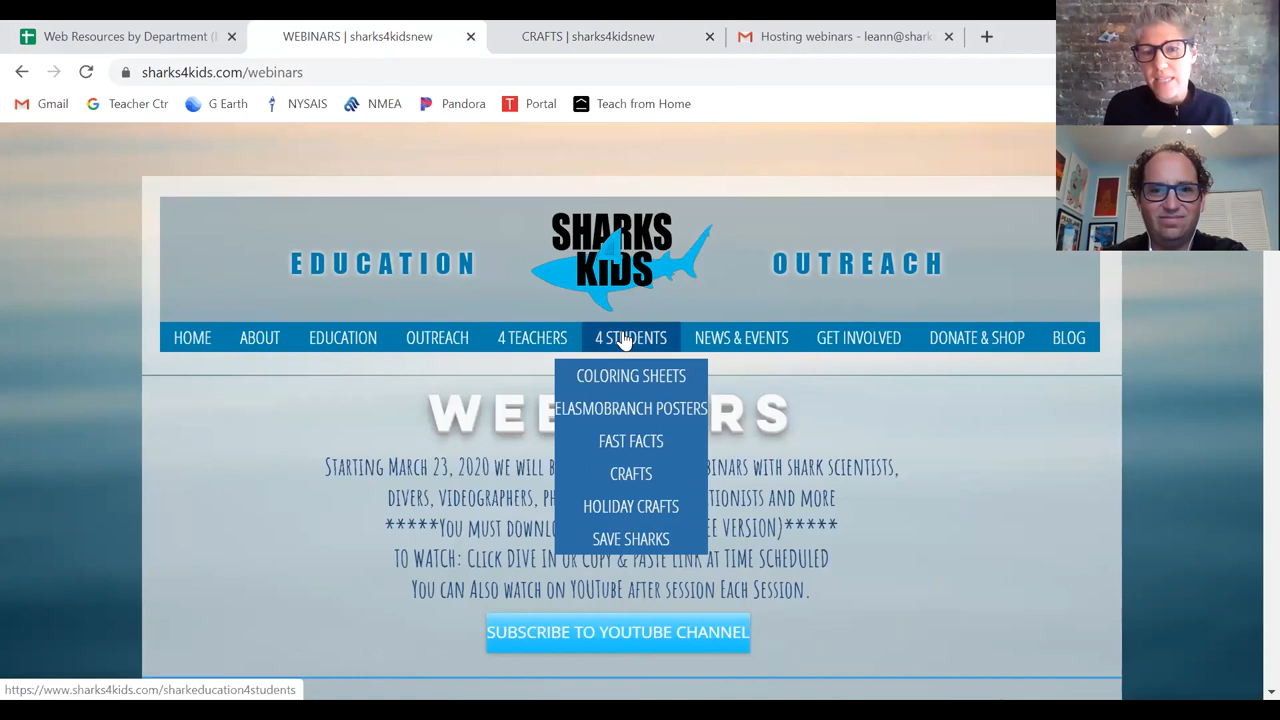 Web Resources by Department (
WEBINARS | sharks4kidsnew
CRAFTS | sharks4kidsnew
Hosting webinars - leann@shark
sharks4kids.com/webinars
Gmail
Teacher Ctr
G Earth
NYSAIS
NMEA
Pandora
Portal
Teach from Home
EDUCATION
SHARKS
4
KIDS
OUTREACH
HOME
ABOUT
EDUCATION
OUTREACH
4 TEACHERS
4 STUDENTS
NEWS & EVENTS
GET INVOLVED
DONATE & SHOP
BLOG
COLORING SHEETS
ELASMOBRANCH POSTERS
FAST FACTS
CRAFTS
HOLIDAY CRAFTS
SAVE SHARKS
STARTING MARCH 23, 2020 WE WILL B BINARS WITH SHARK SCIENTISTS,
DIVERS, VIDEOGRAPHERS, PH TIONISTS AND MORE
*****YOU MUST DOWNLO EE VERSION)*****
TO WATCH: CLICK DIVE IN OR COPY & PASTE LINK AT TIME SCHEDULED
YOU CAN ALSO WATCH ON YOUTUBE AFTER SESSION EACH SESSION.
SUBSCRIBE TO YOUTUBE CHANNEL
https://www.sharks4kids.com/sharkeducation4students